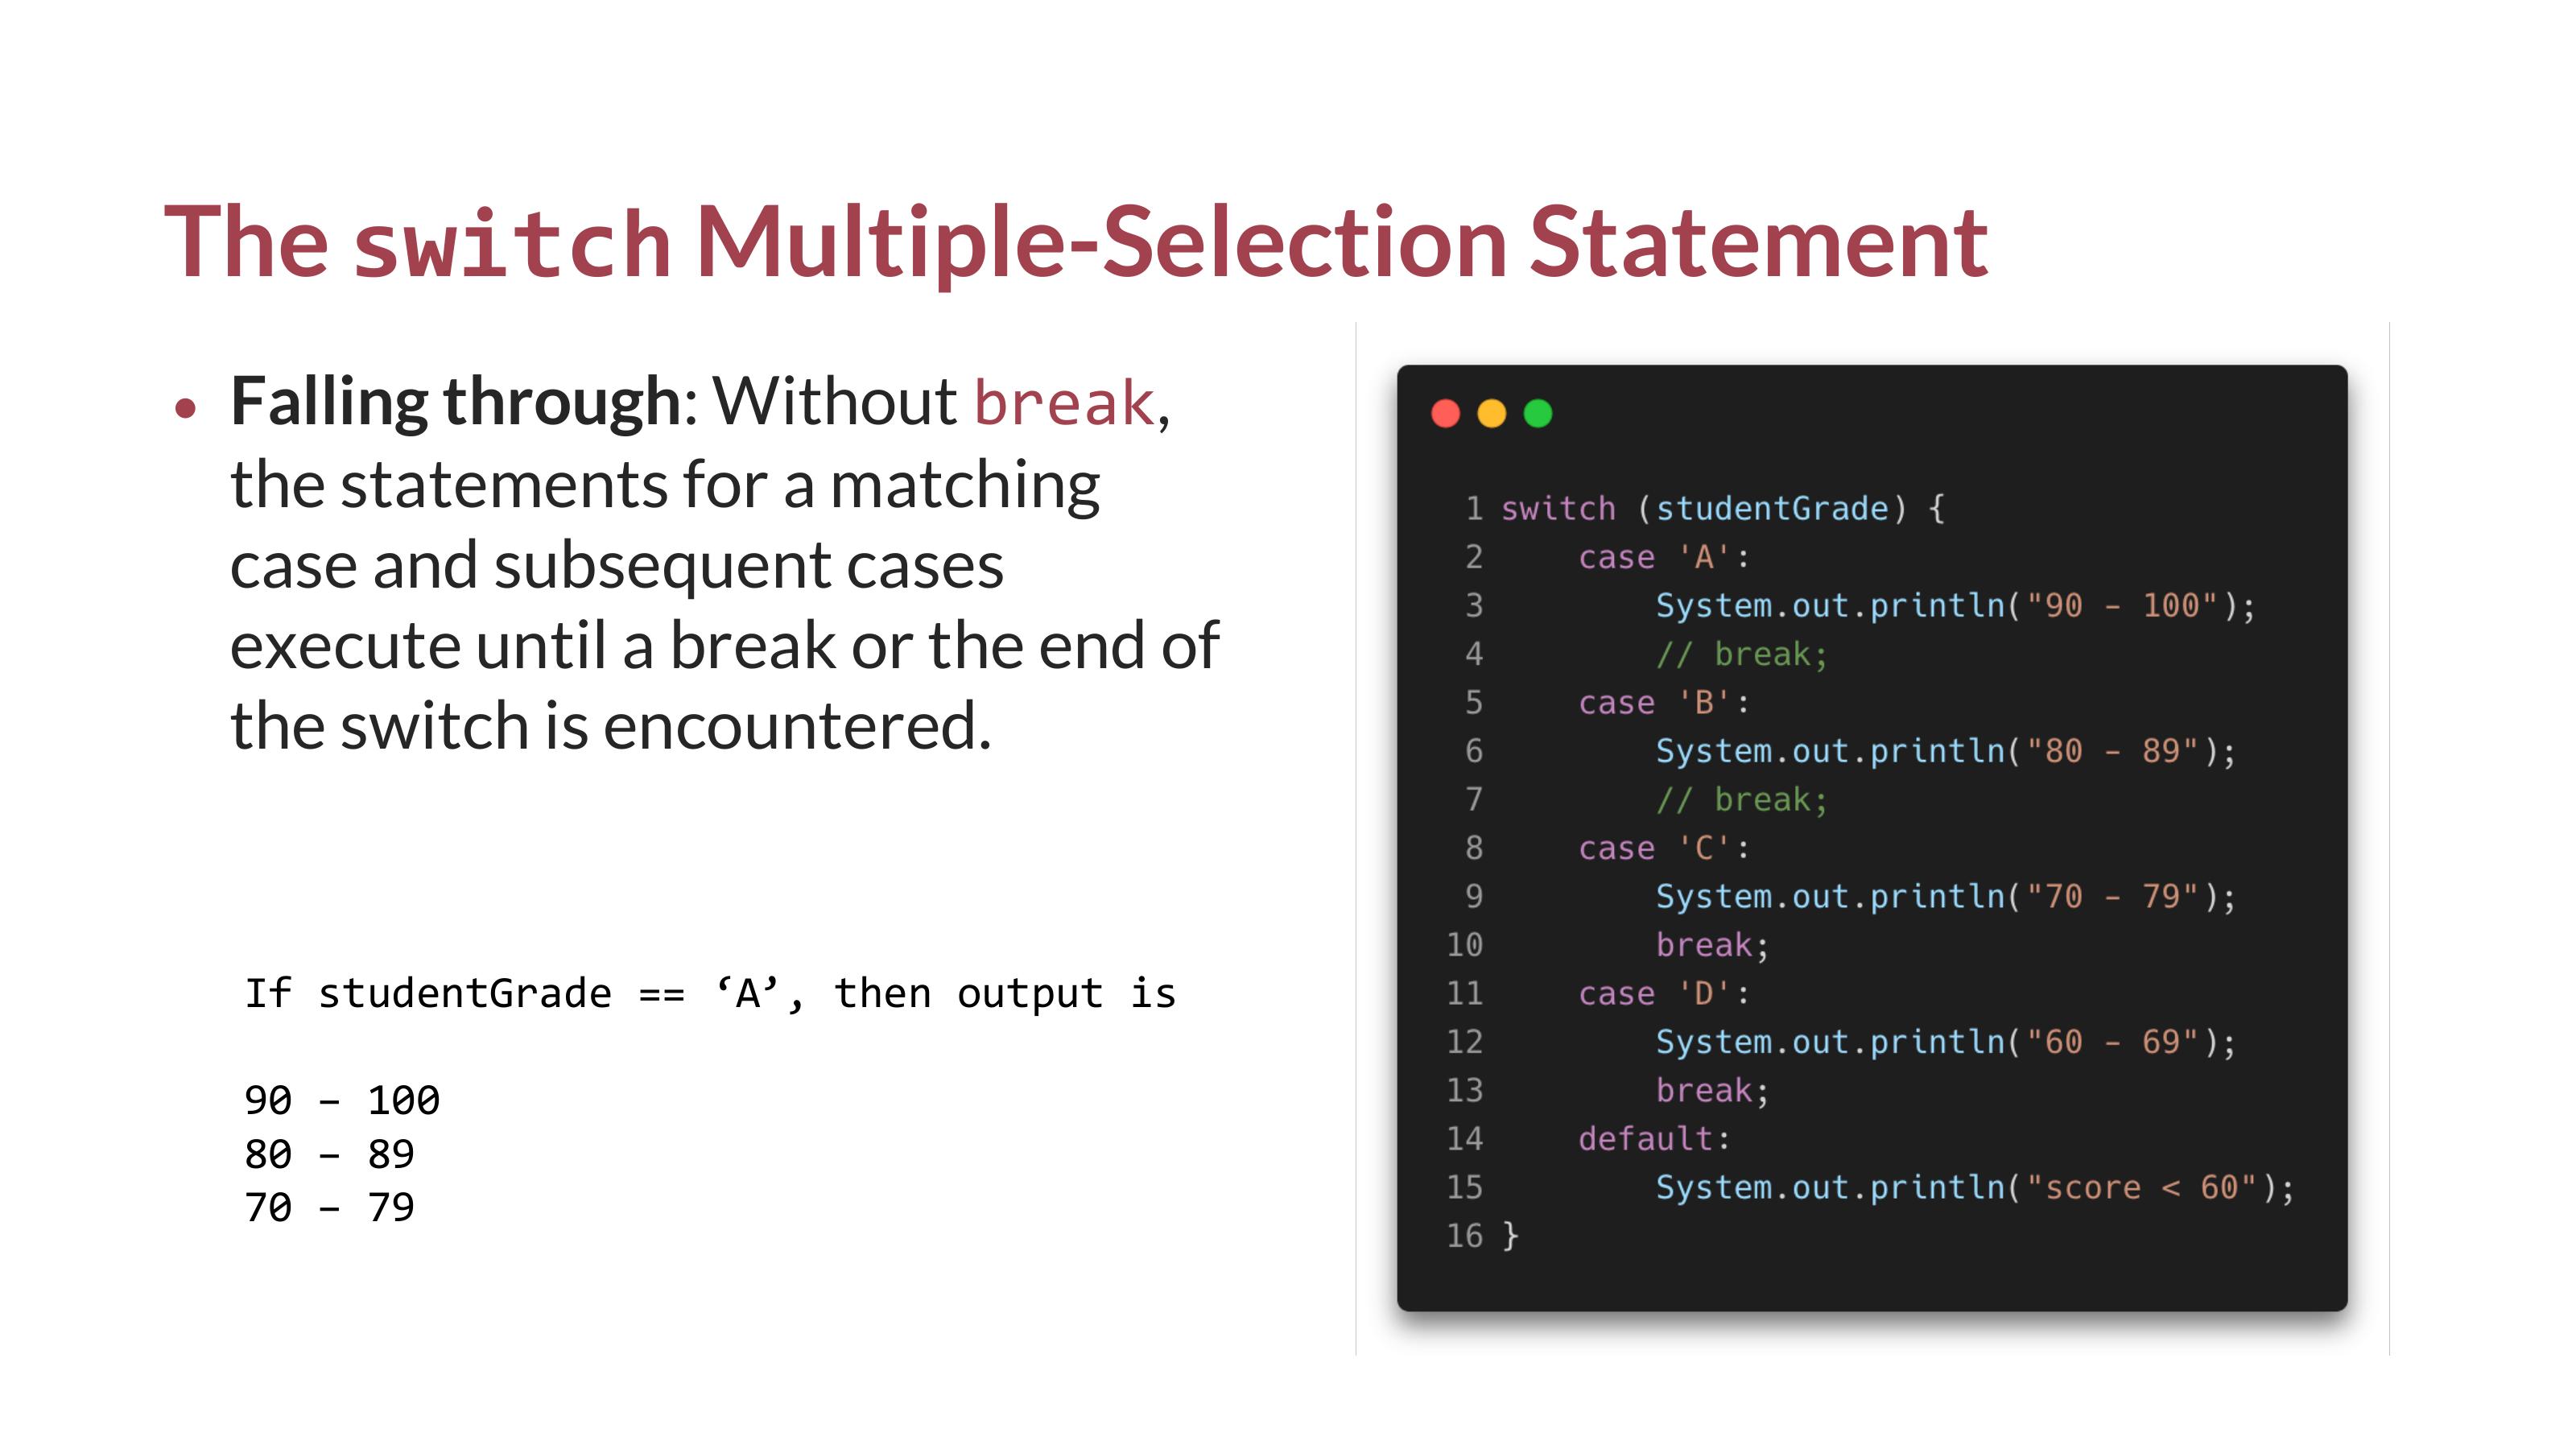 The switch Multiple-Selection Statement
• Falling through: Without break,
the statements for a matching
case and subsequent cases
execute until a break or the end of
the switch is encountered.
If studentGrade == ‘A’, then output is
90 – 100
80 – 89
70 – 79
1 switch (studentGrade) {
2     case 'A':
3         System.out.println("90 - 100");
4         // break;
5     case 'B':
6         System.out.println("80 - 89");
7         // break;
8     case 'C':
9         System.out.println("70 - 79");
10         break;
11     case 'D':
12         System.out.println("60 - 69");
13         break;
14     default:
15         System.out.println("score < 60");
16 }